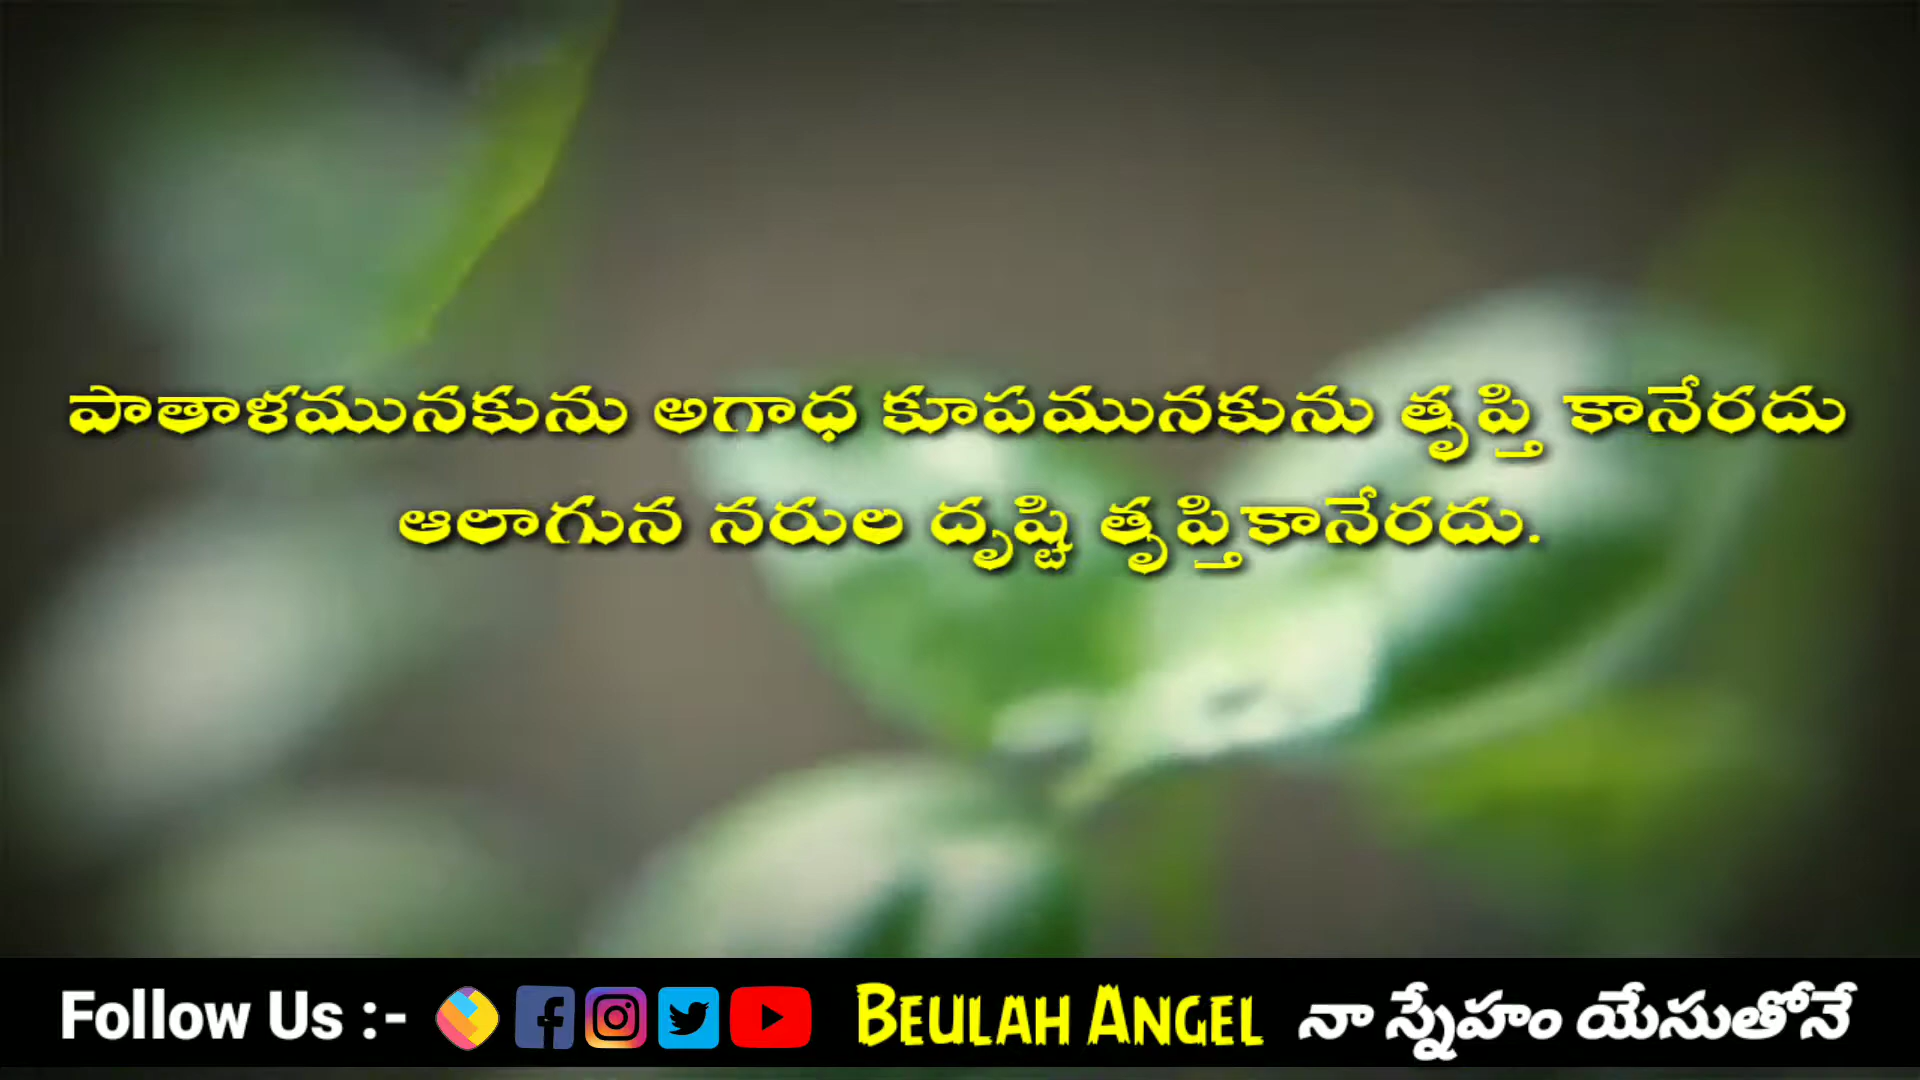 పాతాళమునకును అగాధ కూపమునకును తృప్తి కానేరదు
ఆలాగున నరుల దృష్టి తృప్తికానేరదు.
Follow Us :- BEULAH ANGEL నా స్నేహం యేసుతోనే